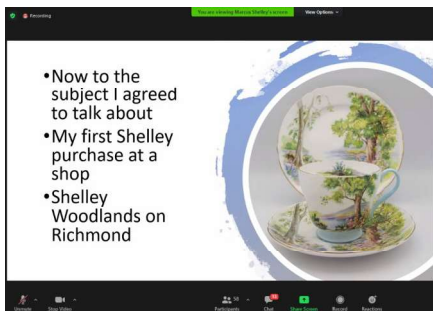 Recording
You are viewing Marcus Shelley's screen
View Options
•Now to the
subject I agreed
to talk about
•My first Shelley
purchase at a
shop
•Shelley
Woodlands on
Richmond
Unmute
Stop Video
Participants
Chat
Share Screen
Record
Reactions